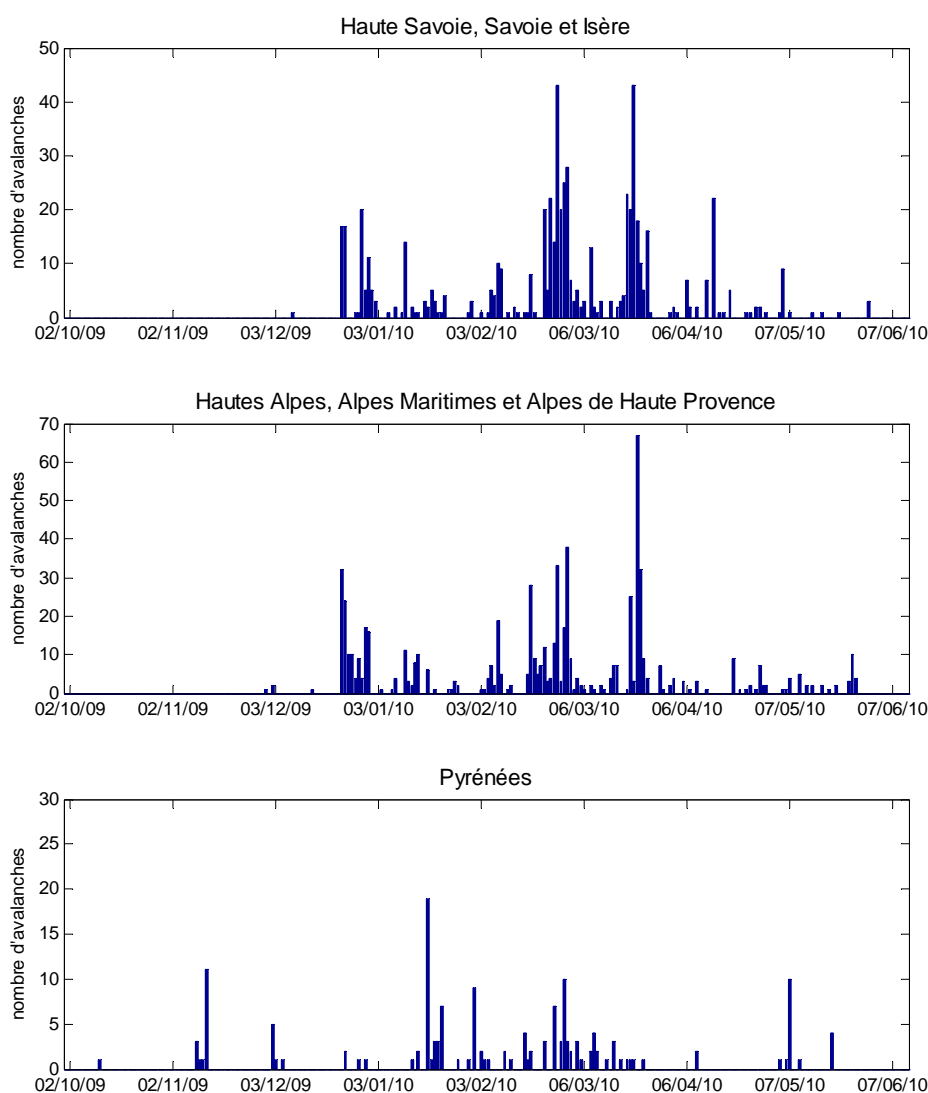 Haute Savoie, Savoie et Isère
50
40
30
20
10
0
nombre d'avalanches
02/10/09 02/11/09 03/12/09 03/01/10 03/02/10 06/03/10 06/04/10 07/05/10 07/06/10
Hautes Alpes, Alpes Maritimes et Alpes de Haute Provence
70
60
50
40
30
20
10
0
nombre d'avalanches
02/10/09 02/11/09 03/12/09 03/01/10 03/02/10 06/03/10 06/04/10 07/05/10 07/06/10
Pyrénées
30
25
20
15
10
5
0
nombre d'avalanches
02/10/09 02/11/09 03/12/09 03/01/10 03/02/10 06/03/10 06/04/10 07/05/10 07/06/10